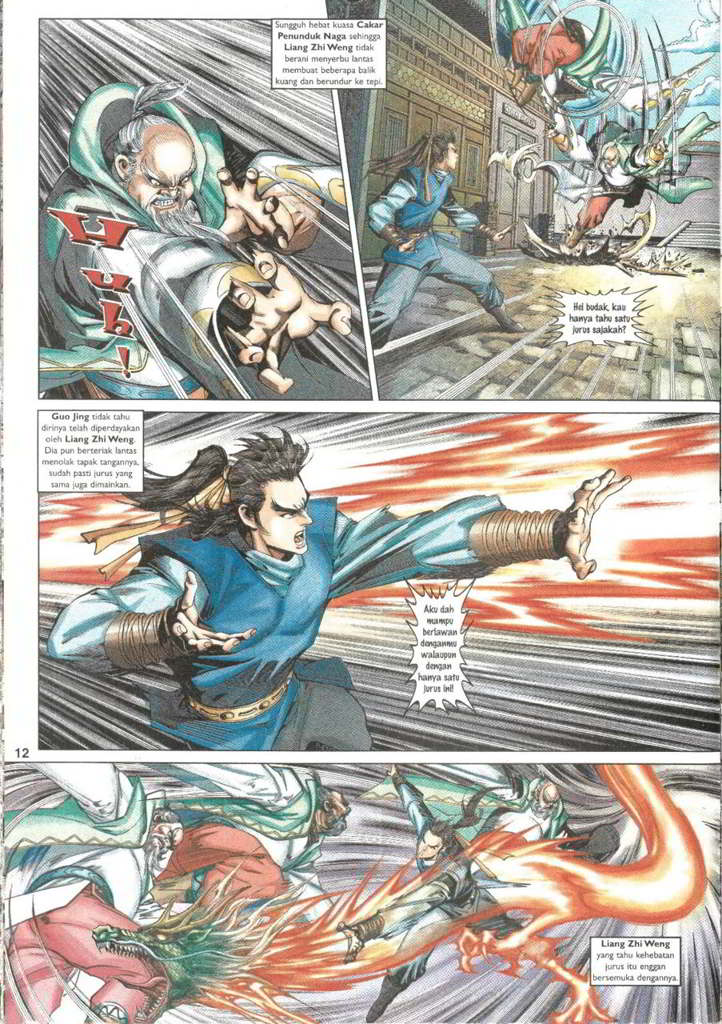 Sungguh hebat kuasa Cakar
Penunduk Naga sehingga
Liang Zhi Weng tidak
berani menyerbu lantas
membuat beberapa balik
kuang dan berundur ke tepi.
Huh!
Hei budak, kau
hanya tahu satu
jurus sajakah?
Guo Jing tidak tahu
dirinya telah diperdayakan
oleh Liang Zhi Weng.
Dia pun berteriak lantas
menolak tapak tangannya,
sudah pasti jurus yang
sama juga dimainkan.
Aku dah
mampu
berlawan
denganmu
walaupun
dengan
hanya satu
jurus ini!
12
Liang Zhi Weng
yang tahu kehebatan
jurus itu enggan
bersemuka dengannya.